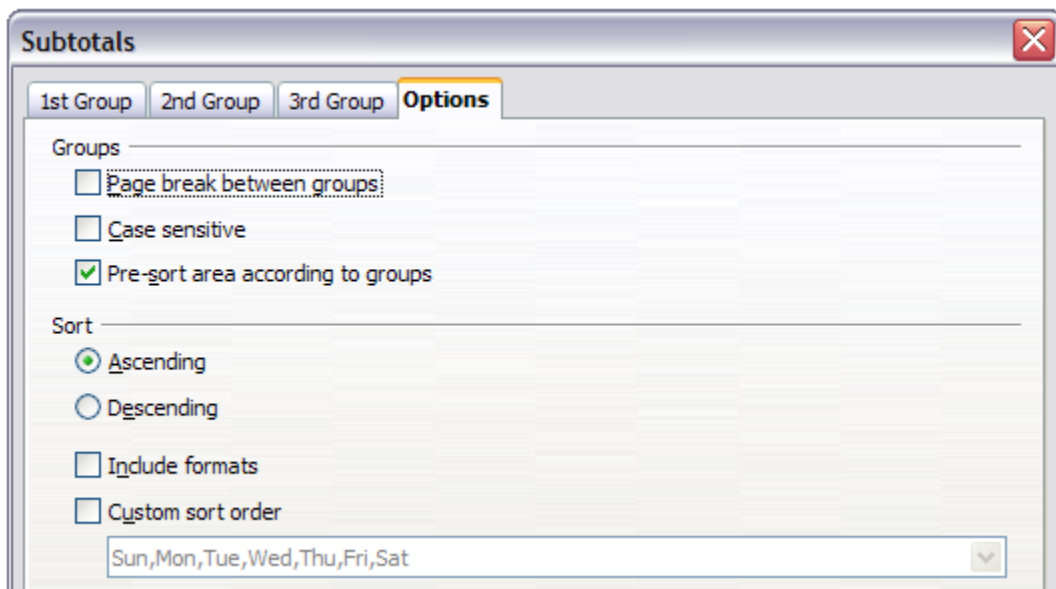 Subtotals
1st Group 2nd Group 3rd Group Options
Groups
Page break between groups
Case sensitive
Pre-sort area according to groups
Sort
Ascending
Descending
Include formats
Custom sort order
Sun,Mon,Tue,Wed,Thu,Fri,Sat